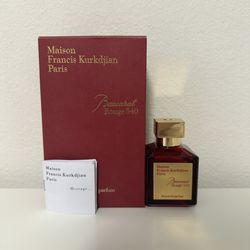 Maison
Francis Kurkdjian
Paris
Baccarat
Rouge 540
parfum
Maison
Francis Kurkdjian
Paris
Maison
Francis Kurkdjian
Paris
Baccarat
Rouge 540